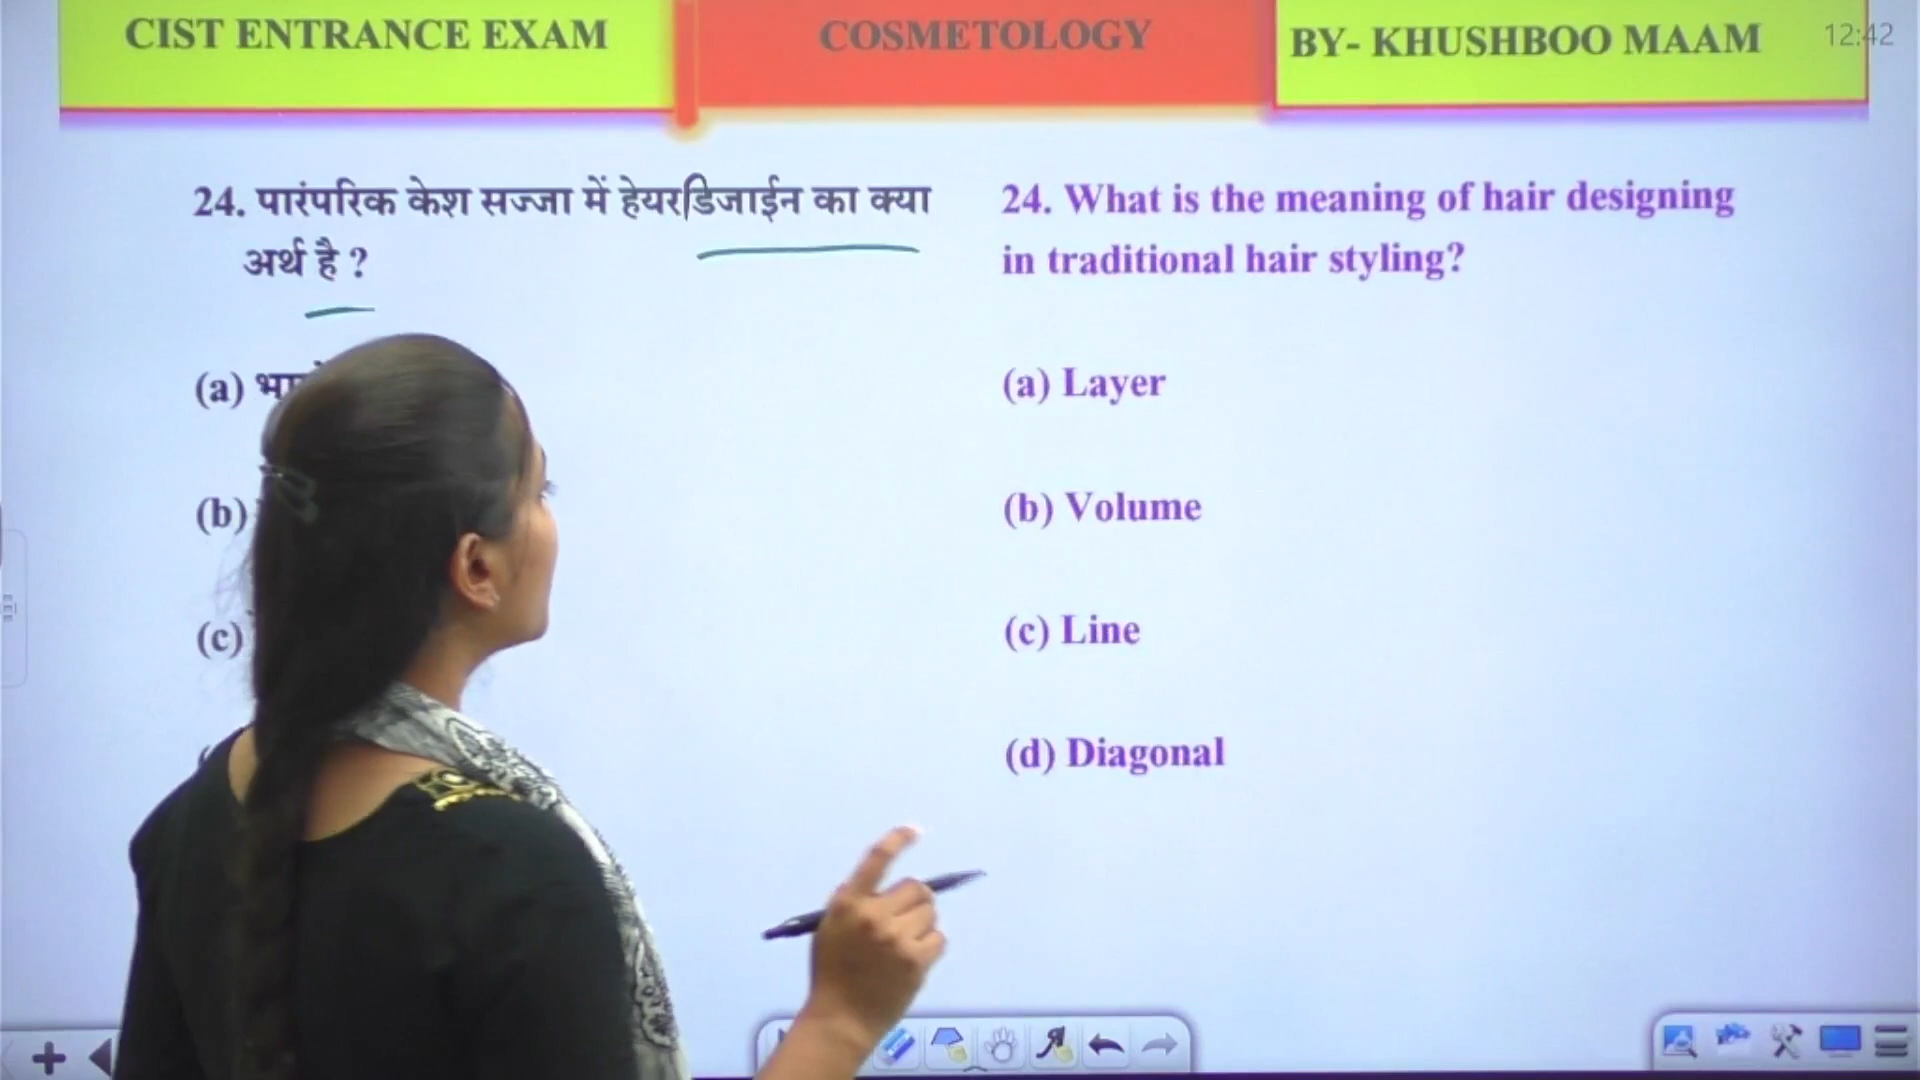 CIST ENTRANCE EXAM
COSMETOLOGY
BY- KHUSHBOO MAAM
12:42
24. पारंपरिक केश सज्जा में हेयर डिजाईन का क्या
अर्थ है ?
(a)
(b)
(c)
24. What is the meaning of hair designing
in traditional hair styling?
(a) Layer
(b) Volume
(c) Line
(d) Diagonal